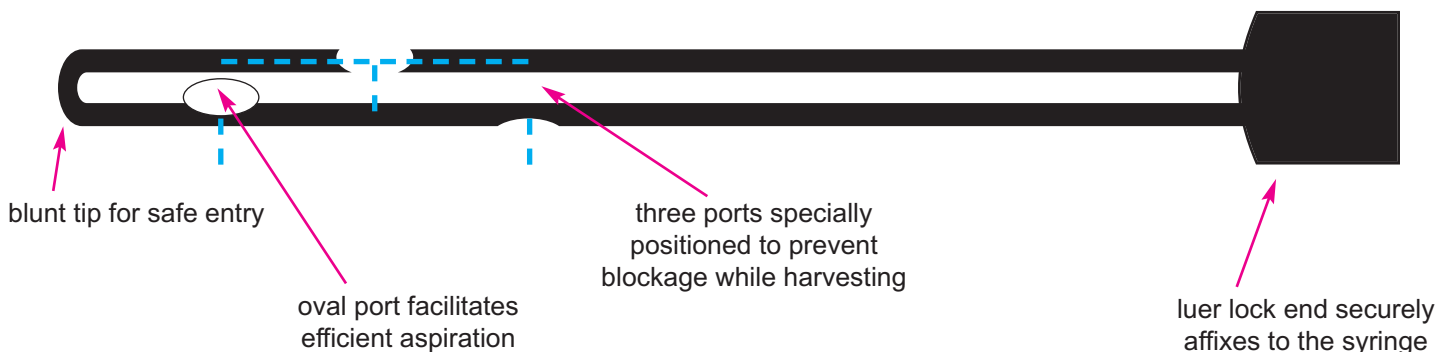 blunt tip for safe entry
oval port facilitates
efficient aspiration
three ports specially
positioned to prevent
blockage while harvesting
luer lock end securely
affixes to the syringe